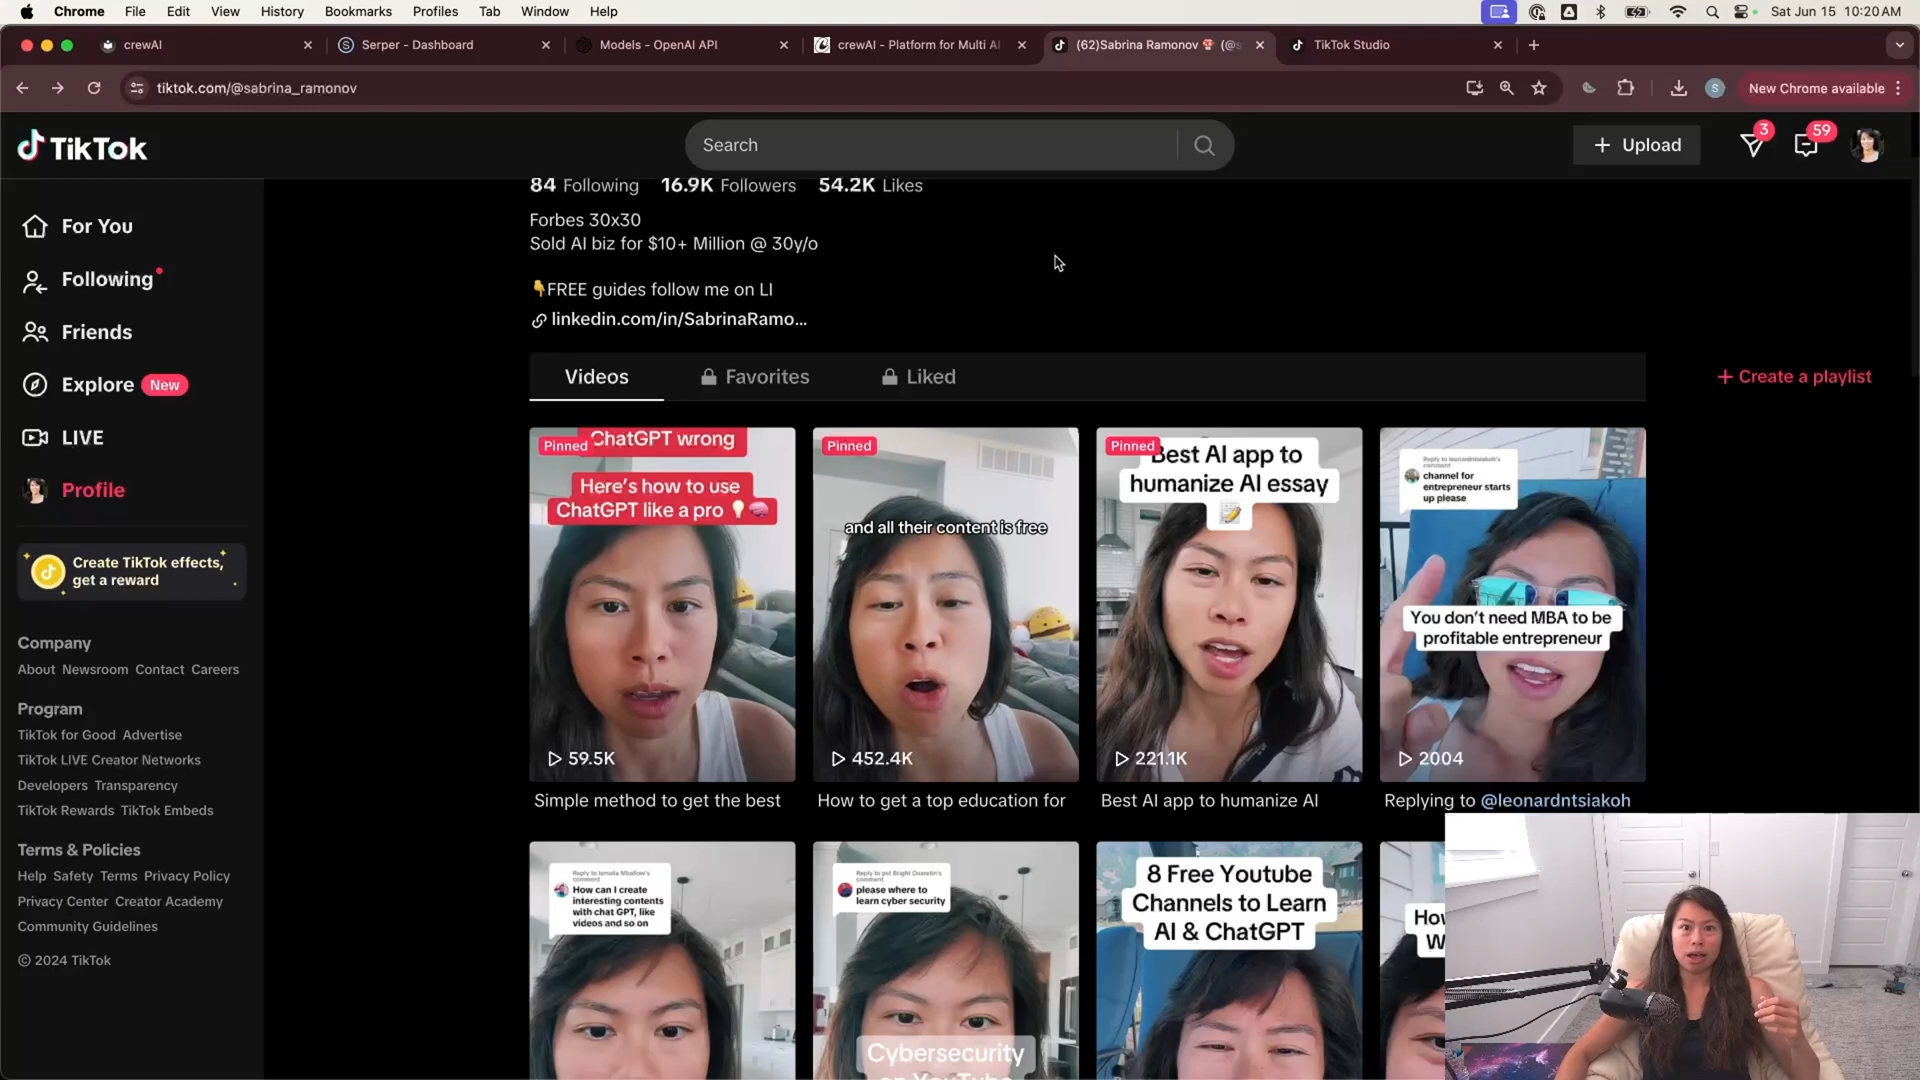 Chrome File Edit View History Bookmarks Profiles Tab Window Help
Sat Jun 15 10:20 AM
crewAI
Serper - Dashboard
Models - OpenAI API
crewAI - Platform for Multi AI
(62)Sabrina Ramonov
TikTok Studio
tiktok.com/@sabrina_ramonov
New Chrome available
TikTok
Search
Upload
3
59
84 Following 16.9K Followers 54.2K Likes
Forbes 30x30
Sold AI biz for $10+ Million @ 30y/o
👇FREE guides follow me on LI
linkedin.com/in/SabrinaRamo...
For You
Following
Friends
Explore New
LIVE
Profile
Create TikTok effects,
get a reward
Company
About Newsroom Contact Careers
Program
TikTok for Good Advertise
TikTok LIVE Creator Networks
Developers Transparency
TikTok Rewards TikTok Embeds
Terms & Policies
Help Safety Terms Privacy Policy
Privacy Center Creator Academy
Community Guidelines
© 2024 TikTok
Videos Favorites Liked
+ Create a playlist
Pinned
ChatGPT wrong
Here's how to use
ChatGPT like a pro 💡🧠
59.5K
Simple method to get the best
Pinned
and all their content is free
452.4K
How to get a top education for
Pinned
Best AI app to
humanize AI essay
📝
221.1K
Best AI app to humanize AI
Reply to leonardntsiakoh's
comment
channel for
entrepreneur starts
up please
You don't need MBA to be
profitable entrepreneur
2004
Replying to @leonardntsiakoh
comment
How can I create
interesting contents
with chat GPT, like
videos and so on
comment
please where to
learn cyber security
Cybersecurity
on YouTube
8 Free Youtube
Channels to Learn
AI & ChatGPT